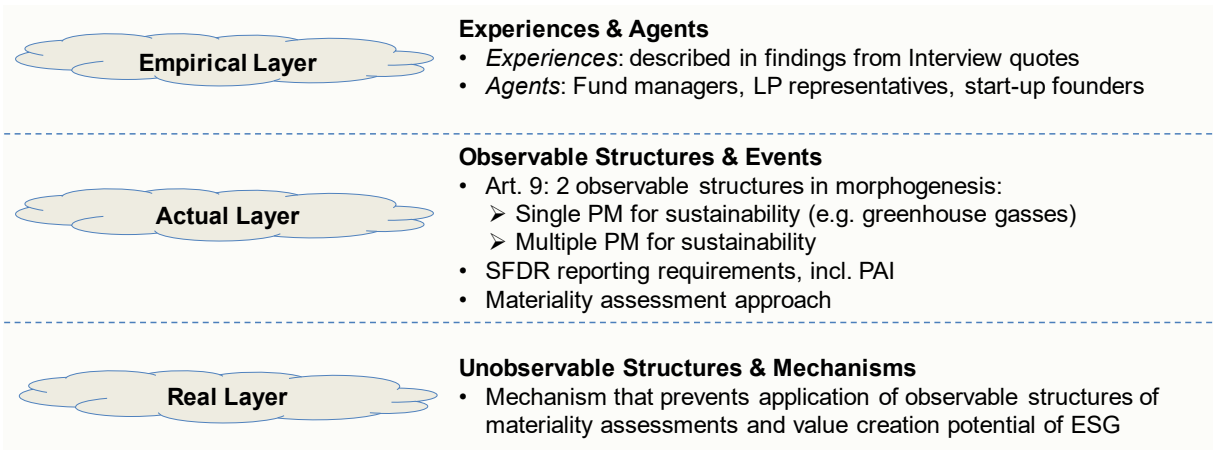 Empirical Layer
Experiences & Agents
• Experiences: described in findings from Interview quotes
• Agents: Fund managers, LP representatives, start-up founders
Actual Layer
Observable Structures & Events
• Art. 9: 2 observable structures in morphogenesis:
➢ Single PM for sustainability (e.g. greenhouse gasses)
➢ Multiple PM for sustainability
• SFDR reporting requirements, incl. PAI
• Materiality assessment approach
Real Layer
Unobservable Structures & Mechanisms
• Mechanism that prevents application of observable structures of
materiality assessments and value creation potential of ESG